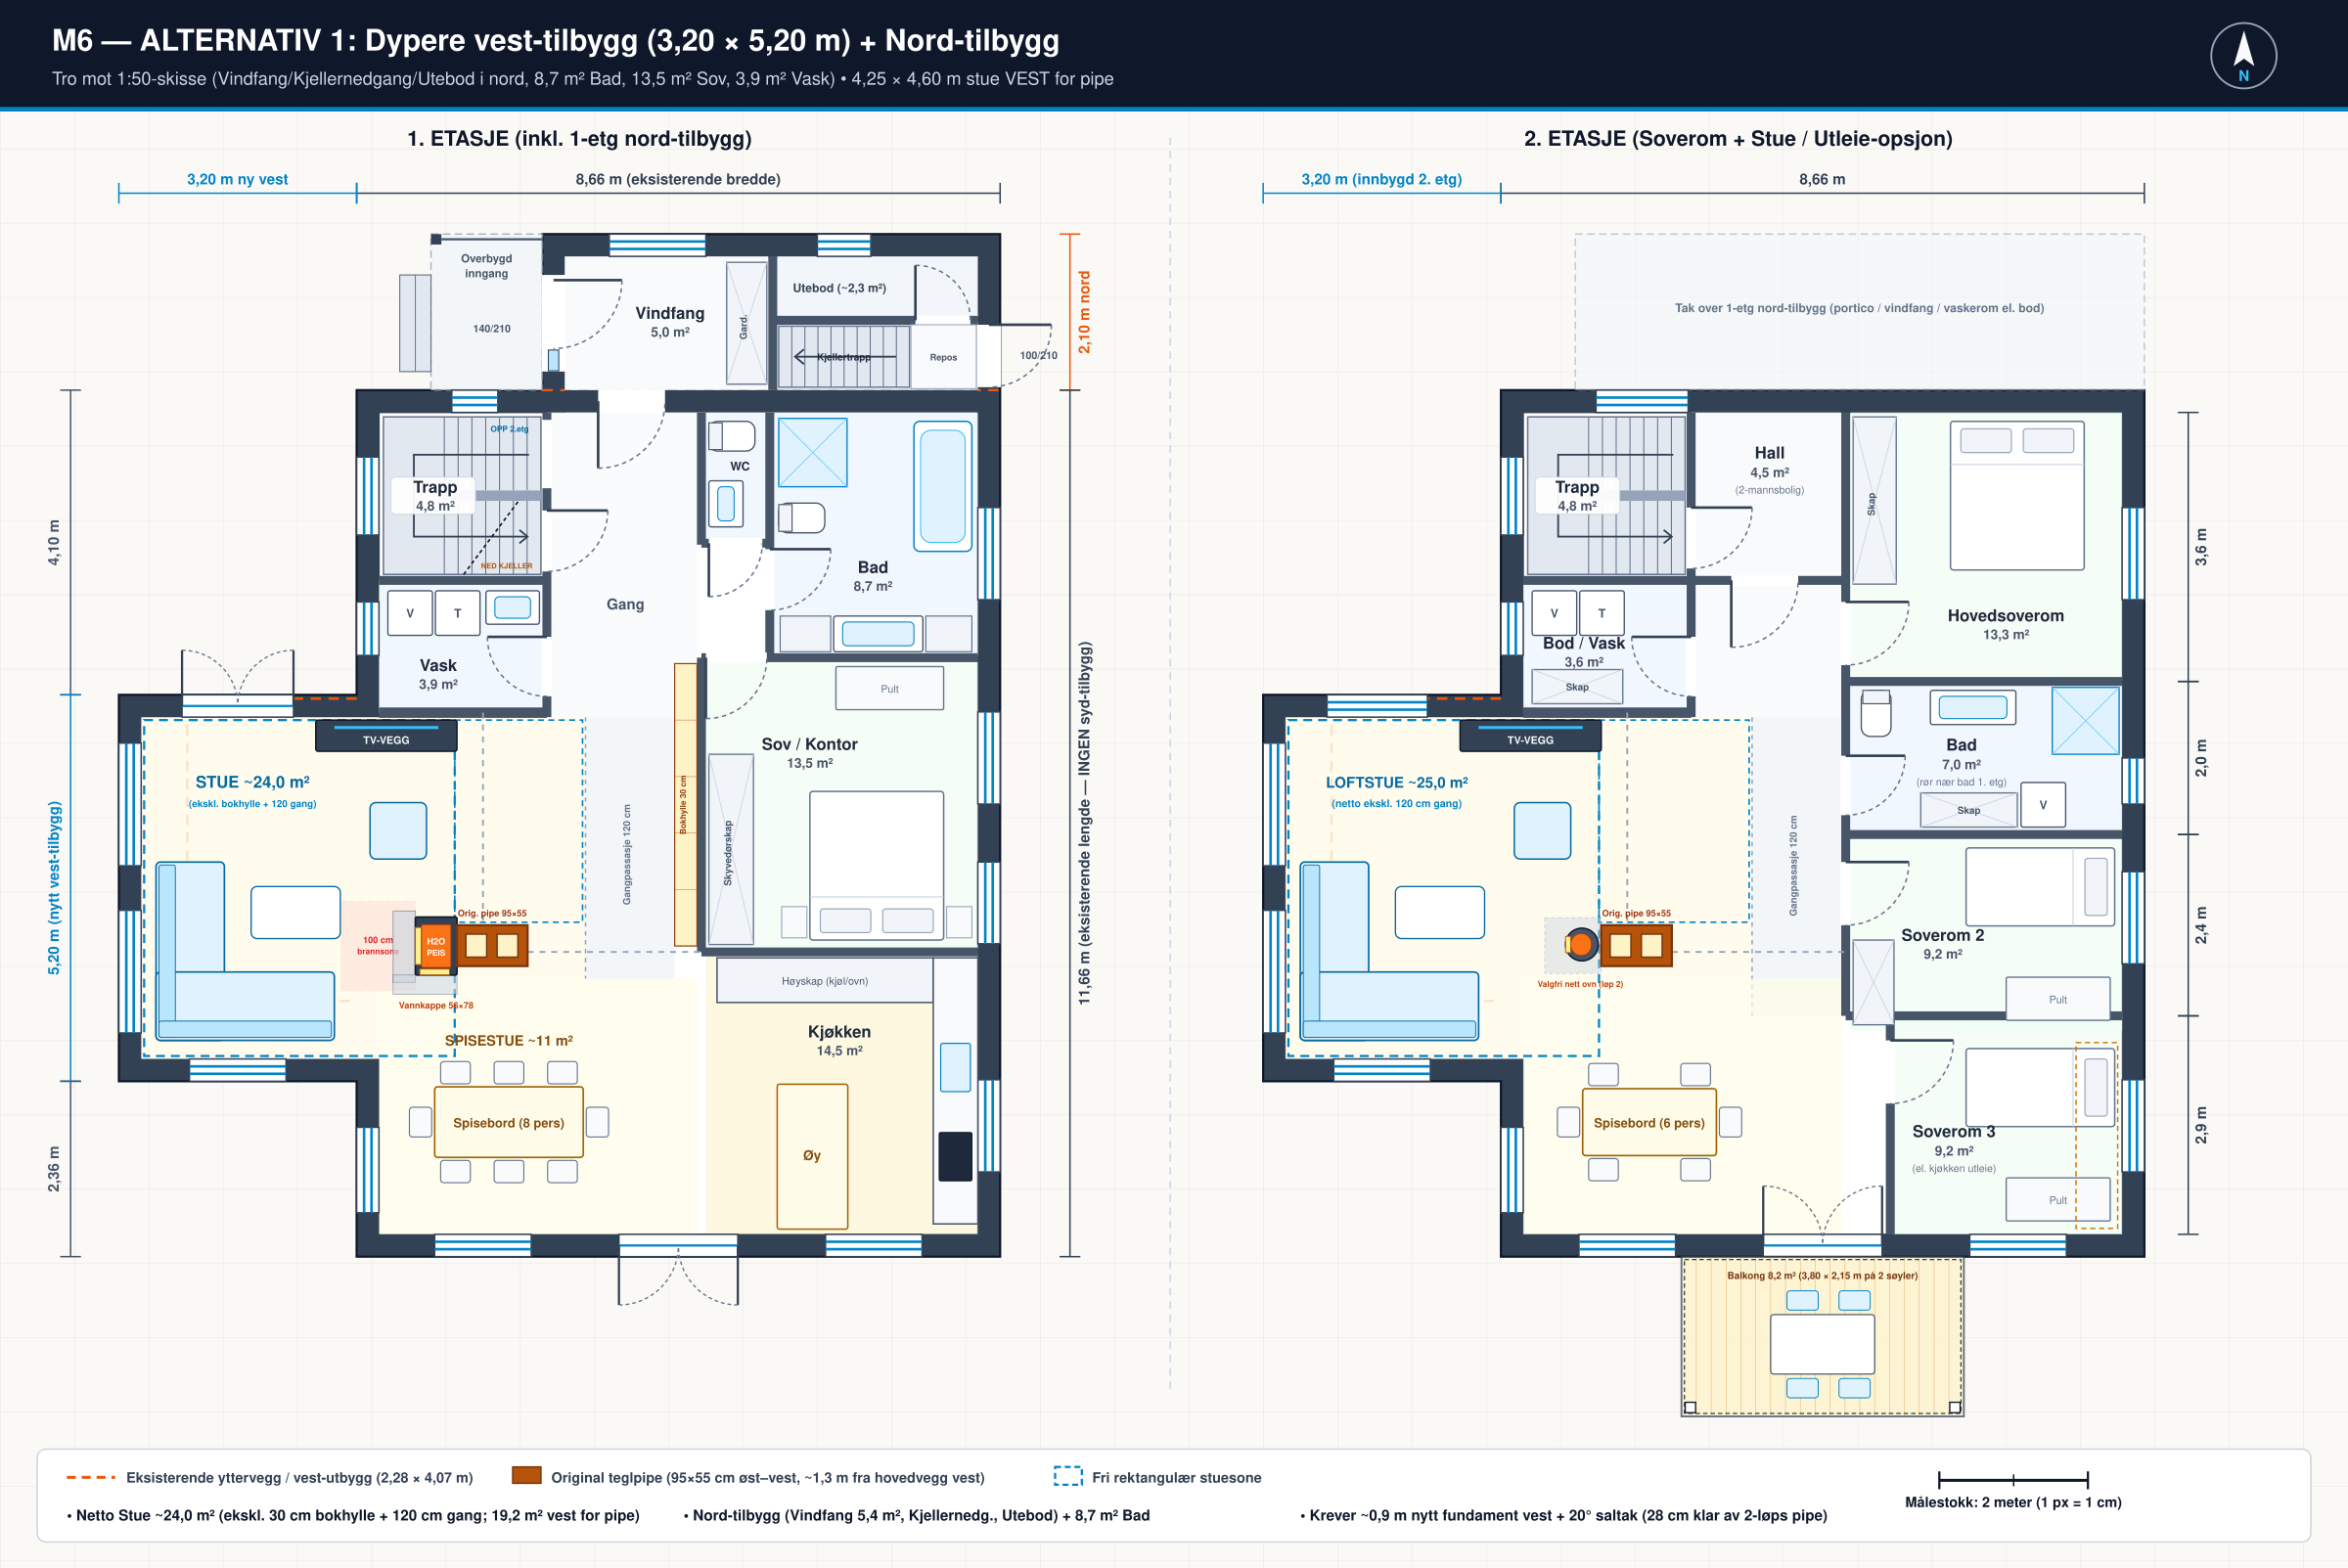 M6 — ALTERNATIV 1: Dypere vest-tilbygg (3,20 × 5,20 m) + Nord-tilbygg
Tro mot 1:50-skisse (Vindfang/Kjellernedgang/Utebod i nord, 8,7 m² Bad, 13,5 m² Sov, 3,9 m² Vask) • 4,25 × 4,60 m stue VEST for pipe
N
1. ETASJE (inkl. 1-etg nord-tilbygg)
3,20 m ny vest
8,66 m (eksisterende bredde)
Overbygd
inngang
140/210
Vindfang
5,0 m²
Gard.
Utebod (~2,3 m²)
Kjellertrapp
Repos
100/210
2,10 m nord
4,10 m
OPP 2.etg
Trapp
4,8 m²
NED KJELLER
WC
Bad
8,7 m²
Gang
V
T
Vask
3,9 m²
Pult
TV-VEGG
STUE ~24,0 m²
(ekskl. bokhylle + 120 gang)
Sov / Kontor
13,5 m²
Bokhylle 30 cm
Gangpassasje 120 cm
Skyvedørskap
5,20 m (nytt vest-tilbygg)
11,66 m (eksisterende lengde — INGEN syd-tilbygg)
Orig. pipe 95×55
100 cm
brannsone
H2O
PEIS
Vannkappe 56×78
Høyskap (kjøl/ovn)
SPISESTUE ~11 m²
Kjøkken
14,5 m²
Spisebord (8 pers)
Øy
2,36 m
2. ETASJE (Soverom + Stue / Utleie-opsjon)
3,20 m (innbygd 2. etg)
8,66 m
Tak over 1-etg nord-tilbygg (portico / vindfang / vaskerom el. bod)
Trapp
4,8 m²
Hall
4,5 m²
(2-mannsbolig)
Skap
Hovedsoverom
13,3 m²
3,6 m
V
T
Bod / Vask
3,6 m²
Skap
TV-VEGG
LOFTSTUE ~25,0 m²
(netto ekskl. 120 cm gang)
Gangpassasje 120 cm
Bad
7,0 m²
(rør nær bad 1. etg)
Skap
V
2,0 m
Orig. pipe 95×55
Valgfri nett ovn (løp 2)
Soverom 2
9,2 m²
Pult
2,4 m
Spisebord (6 pers)
Soverom 3
9,2 m²
(el. kjøkken utleie)
Pult
2,9 m
Balkong 8,2 m² (3,80 × 2,15 m på 2 søyler)
Eksisterende yttervegg / vest-utbygg (2,28 × 4,07 m)
Original teglpipe (95×55 cm øst–vest, ~1,3 m fra hovedvegg vest)
Fri rektangulær stuesone
Målestokk: 2 meter (1 px = 1 cm)
• Netto Stue ~24,0 m² (ekskl. 30 cm bokhylle + 120 cm gang; 19,2 m² vest for pipe)
• Nord-tilbygg (Vindfang 5,4 m², Kjellernedg., Utebod) + 8,7 m² Bad
• Krever ~0,9 m nytt fundament vest + 20° saltak (28 cm klar av 2-løps pipe)